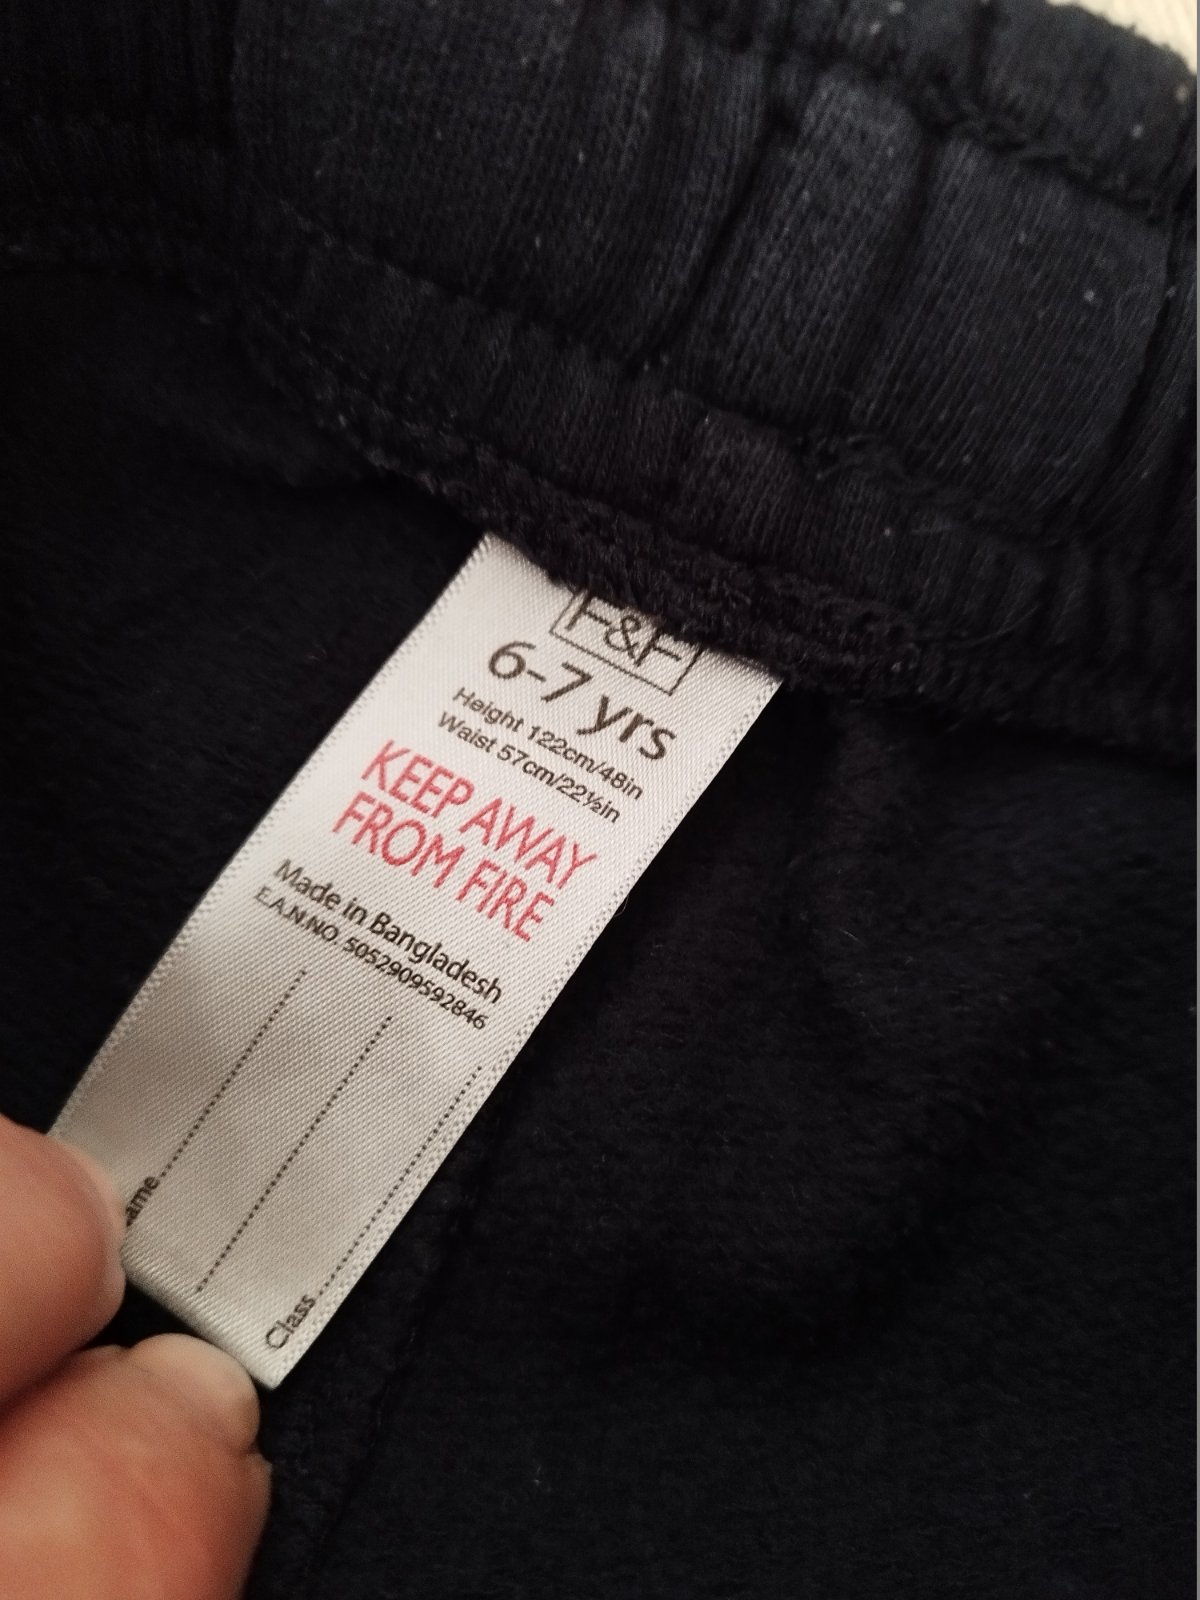 F&F
6-7 yrs
Height 122cm/48in
Waist 57cm/22½in
KEEP AWAY
FROM FIRE
Made in Bangladesh
E.A.N.NO. 5052909592846
ame
Class